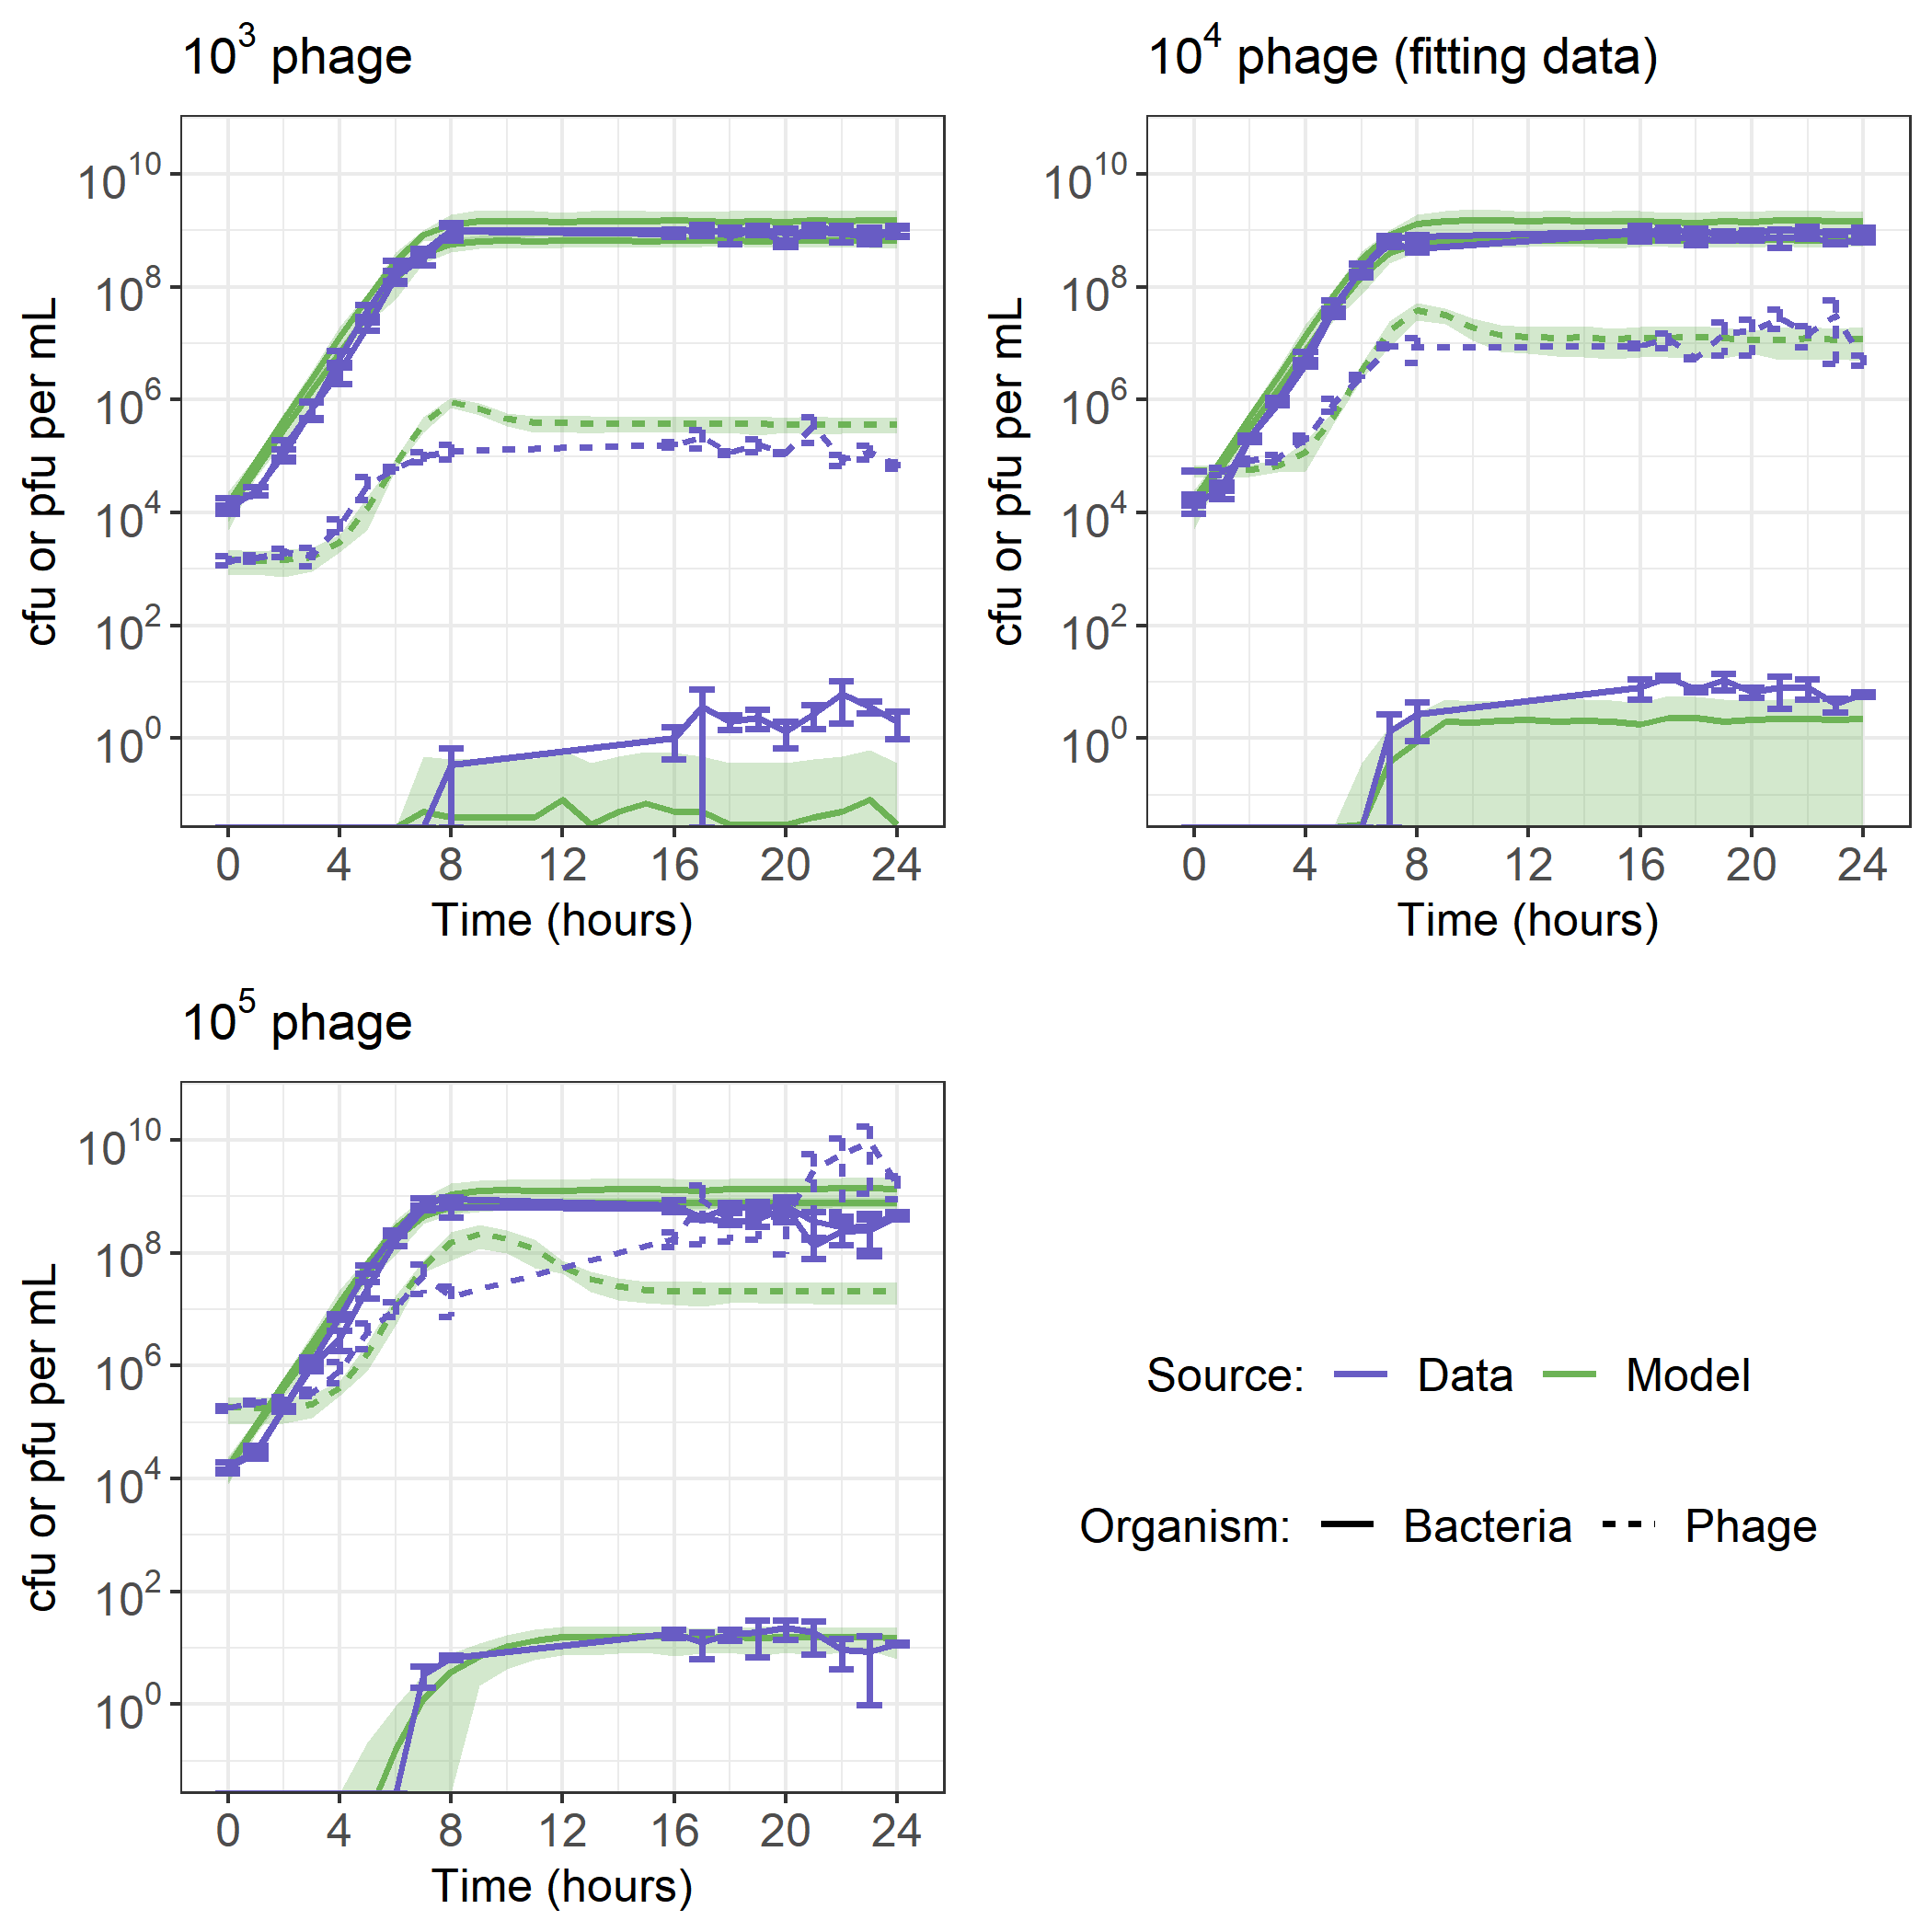 10³ phage
10⁴ phage (fitting data)
cfu or pfu per mL
10¹⁰
10⁸
10⁶
10⁴
10²
10⁰
0 4 8 12 16 20 24
Time (hours)
cfu or pfu per mL
10¹⁰
10⁸
10⁶
10⁴
10²
10⁰
0 4 8 12 16 20 24
Time (hours)
10⁵ phage
cfu or pfu per mL
10¹⁰
10⁸
10⁶
10⁴
10²
10⁰
0 4 8 12 16 20 24
Time (hours)
Source: Data Model
Organism: Bacteria Phage